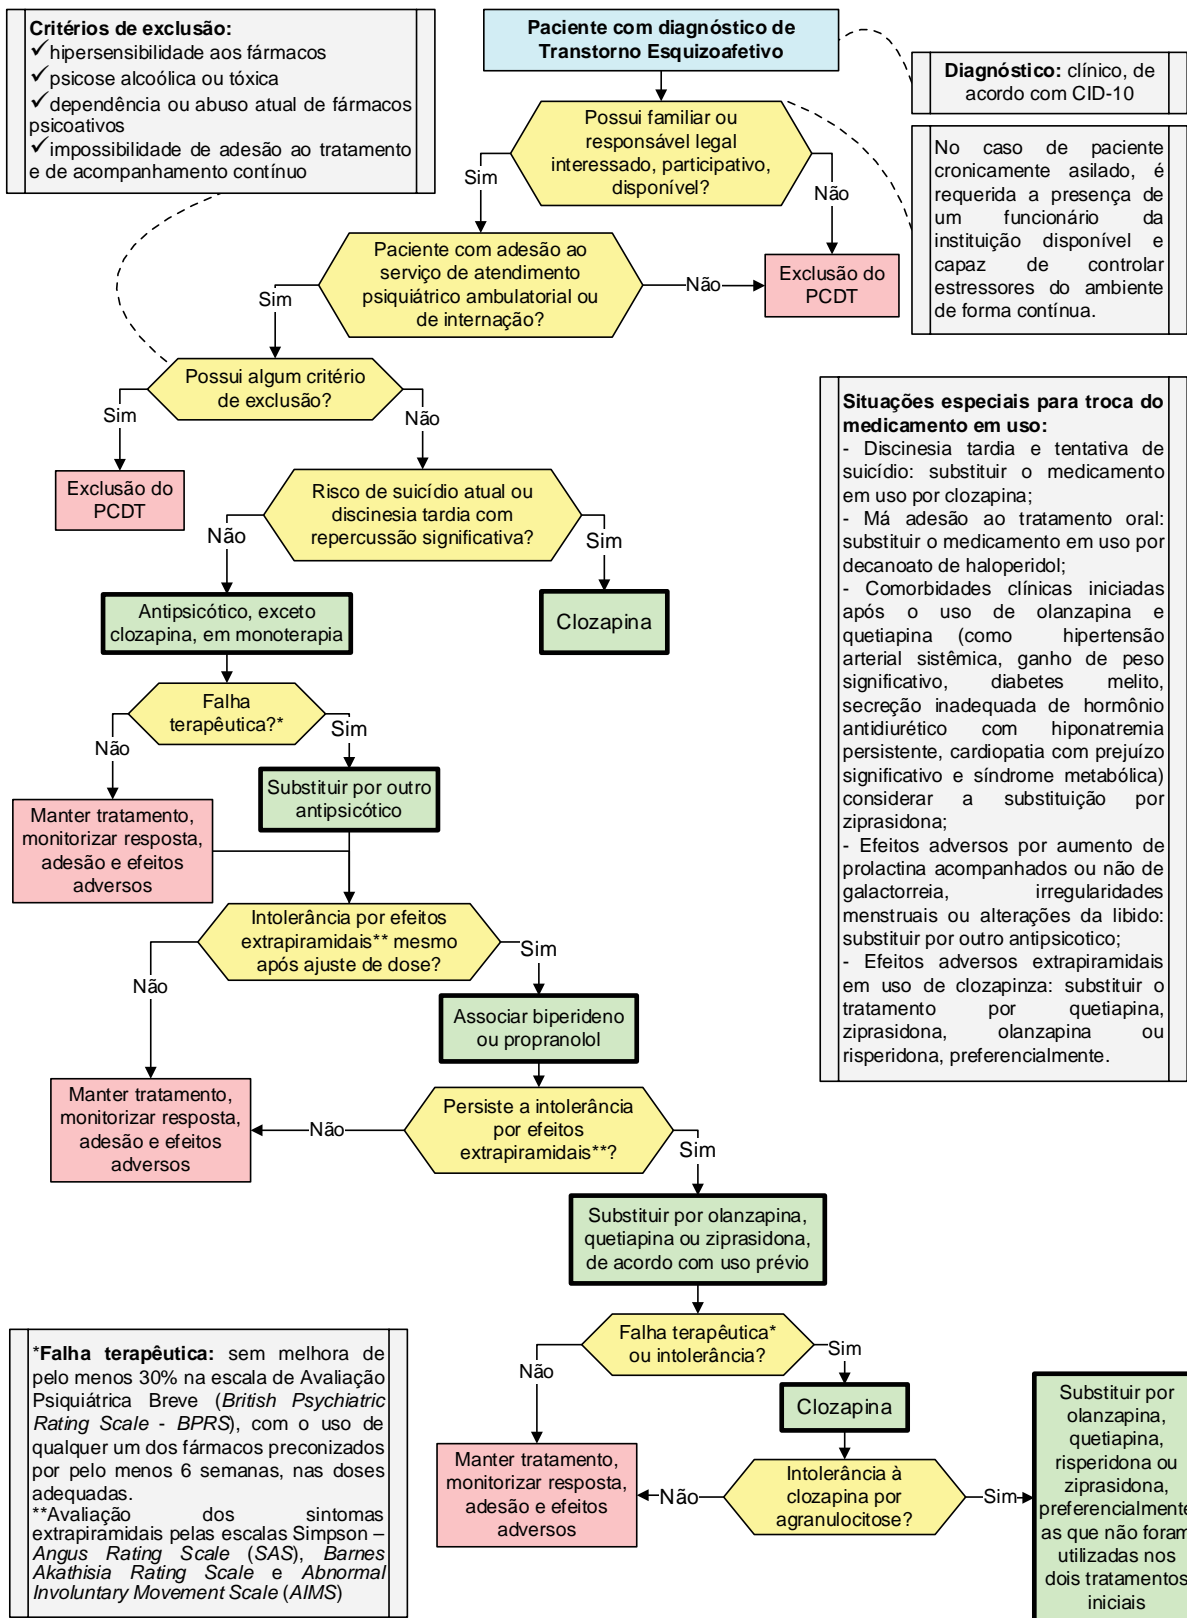 Critérios de exclusão:
✓hipersensibilidade aos fármacos
✓psicose alcoólica ou tóxica
✓dependência ou abuso atual de fármacos
psicoativos
✓impossibilidade de adesão ao tratamento
e de acompanhamento contínuo
Paciente com diagnóstico de
Transtorno Esquizoafetivo
Diagnóstico: clínico, de
acordo com CID-10
Possui familiar ou
responsável legal
interessado, participativo,
disponível?
Sim
Não
No caso de paciente
cronicamente asilado, é
requerida a presença de
um funcionário da
instituição disponível e
capaz de controlar
estressores do ambiente
de forma contínua.
Paciente com adesão ao
serviço de atendimento
psiquiátrico ambulatorial ou
de internação?
Sim
Não
Exclusão do
PCDT
Possui algum critério
de exclusão?
Sim
Não
Exclusão do
PCDT
Risco de suicídio atual ou
discinesia tardia com
repercussão significativa?
Não
Sim
Antipsicótico, exceto
clozapina, em monoterapia
Clozapina
Situações especiais para troca do
medicamento em uso:
- Discinesia tardia e tentativa de
suicídio: substituir o medicamento
em uso por clozapina;
- Má adesão ao tratamento oral:
substituir o medicamento em uso por
decanoato de haloperidol;
- Comorbidades clínicas iniciadas
após o uso de olanzapina e
quetiapina (como hipertensão
arterial sistêmica, ganho de peso
significativo, diabetes melito,
secreção inadequada de hormônio
antidiurético com hiponatremia
persistente, cardiopatia com prejuízo
significativo e síndrome metabólica)
considerar a substituição por
ziprasidona;
- Efeitos adversos por aumento de
prolactina acompanhados ou não de
galactorreia, irregularidades
menstruais ou alterações da libido:
substituir por outro antipsicotico;
- Efeitos adversos extrapiramidais
em uso de clozapinza: substituir o
tratamento por quetiapina,
ziprasidona, olanzapina ou
risperidona, preferencialmente.
Falha
terapêutica?*
Não
Sim
Substituir por outro
antipsicótico
Manter tratamento,
monitorizar resposta,
adesão e efeitos
adversos
Intolerância por efeitos
extrapiramidais** mesmo
após ajuste de dose?
Não
Sim
Associar biperideno
ou propranolol
Manter tratamento,
monitorizar resposta,
adesão e efeitos
adversos
Persiste a intolerância
por efeitos
extrapiramidais**?
Não
Sim
Substituir por olanzapina,
quetiapina ou ziprasidona,
de acordo com uso prévio
Falha terapêutica*
ou intolerância?
Não
Sim
Clozapina
Manter tratamento,
monitorizar resposta,
adesão e efeitos
adversos
Intolerância à
clozapina por
agranulocitose?
Não
Sim
Substituir por
olanzapina,
quetiapina,
risperidona ou
ziprasidona,
preferencialmente
as que não foram
utilizadas nos
dois tratamentos
iniciais
*Falha terapêutica: sem melhora de
pelo menos 30% na escala de Avaliação
Psiquiátrica Breve (British Psychiatric
Rating Scale - BPRS), com o uso de
qualquer um dos fármacos preconizados
por pelo menos 6 semanas, nas doses
adequadas.
**Avaliação dos sintomas
extrapiramidais pelas escalas Simpson –
Angus Rating Scale (SAS), Barnes
Akathisia Rating Scale e Abnormal
Involuntary Movement Scale (AIMS)